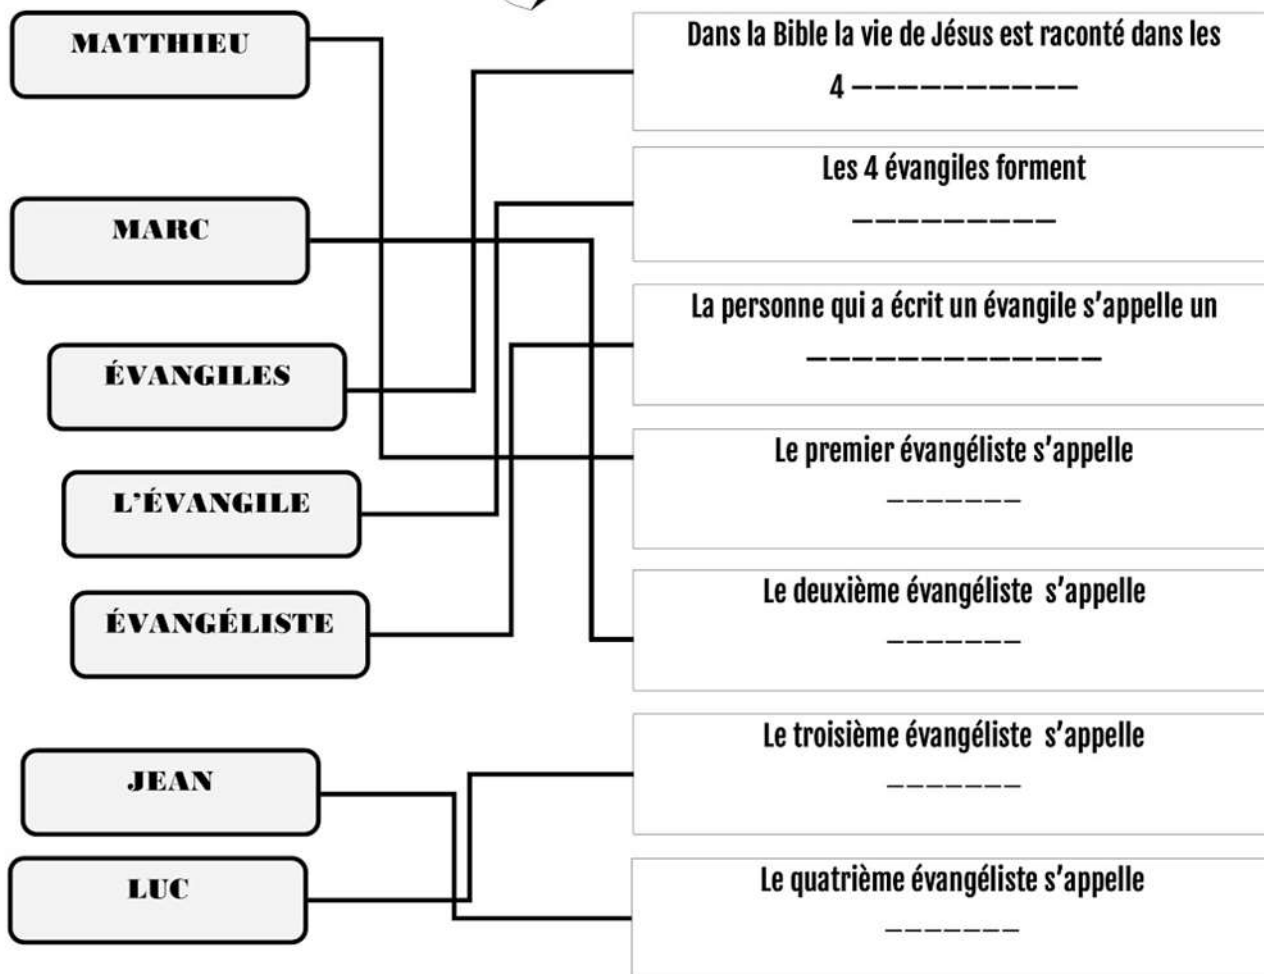 MATTHIEU
MARC
ÉVANGILES
L'ÉVANGILE
ÉVANGÉLISTE
JEAN
LUC
Dans la Bible la vie de Jésus est raconté dans les
4 ----------
Les 4 évangiles forment
---------
La personne qui a écrit un évangile s'appelle un
-------------
Le premier évangéliste s'appelle
-------
Le deuxième évangéliste s'appelle
-------
Le troisième évangéliste s'appelle
-------
Le quatrième évangéliste s'appelle
-------